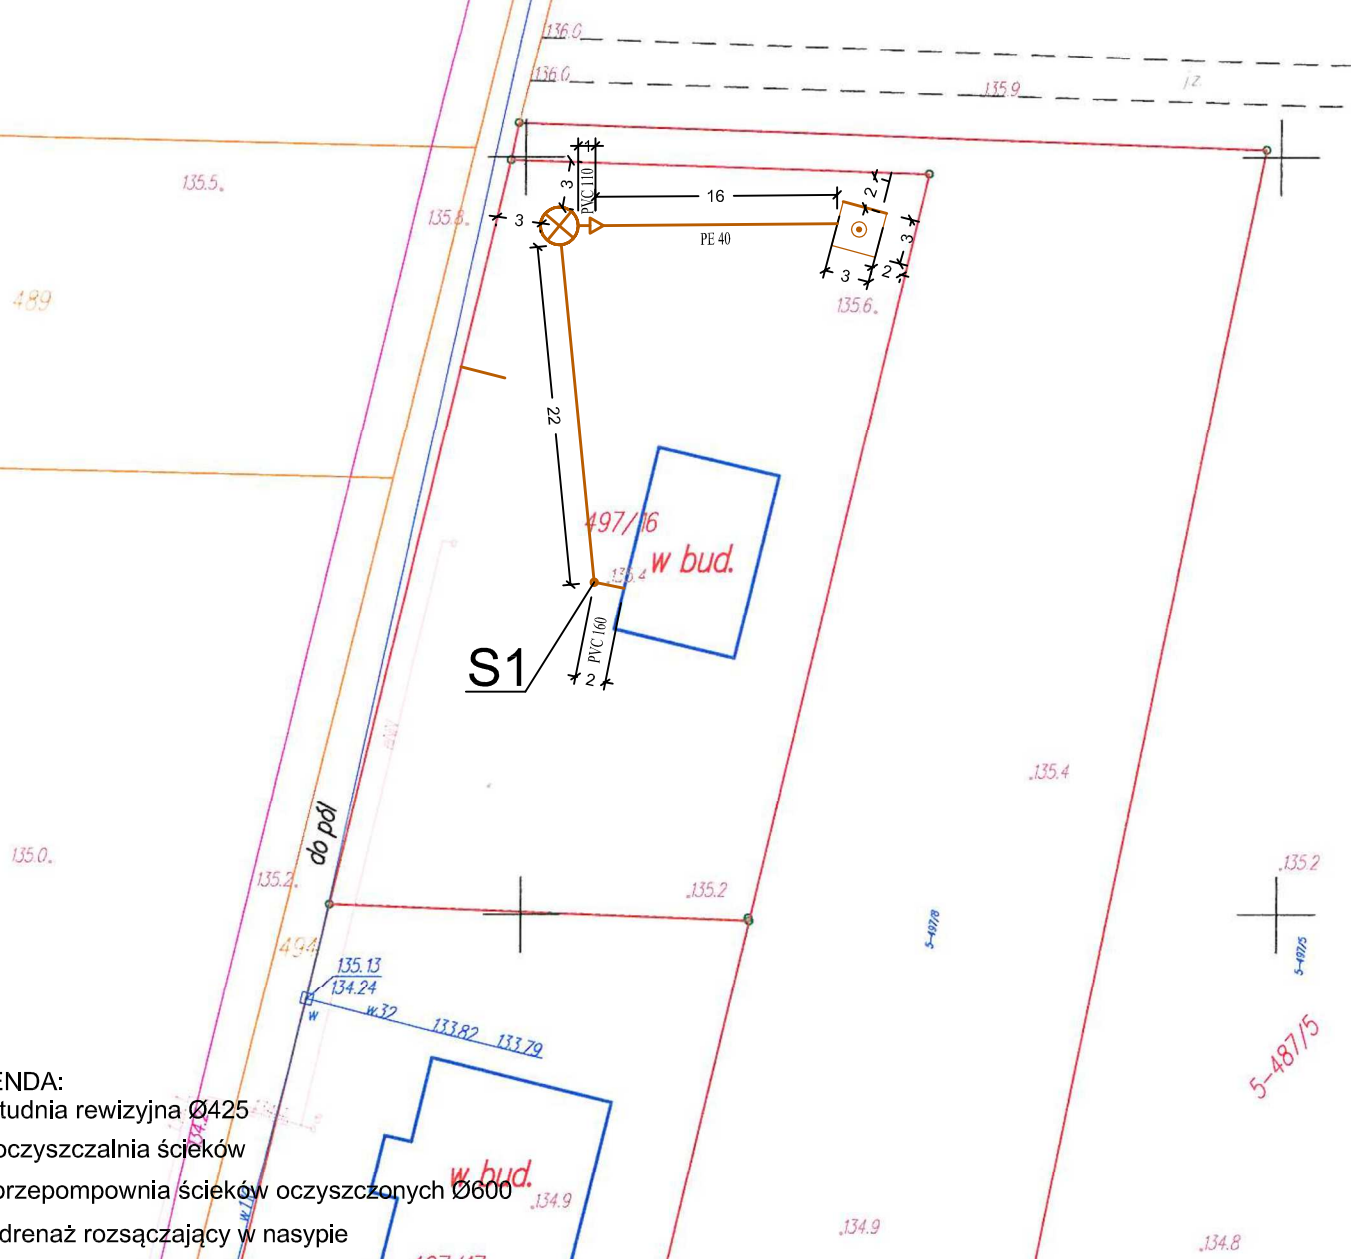 136.0
136.0
135.9
jz.
135.5.
135.8.
3
3
PVC 110
1
16
PE 40
2
3
3
2
489
135.6.
22
497/16
w bud.
S1
PVC 160
2
do pól
135.4
135.0.
135.2.
.135.2
.135.2
494
5-497/8
5-497/5
135.13
134.24
w
w32
133.82
133.79
5-487/5
ENDA:
tudnia rewizyjna Ø425
oczyszczalnia ścieków
przepompownia ścieków oczyszczonych Ø600
drenaż rozsączający w nasypie
w bud.
.134.9
.134.9
.134.8